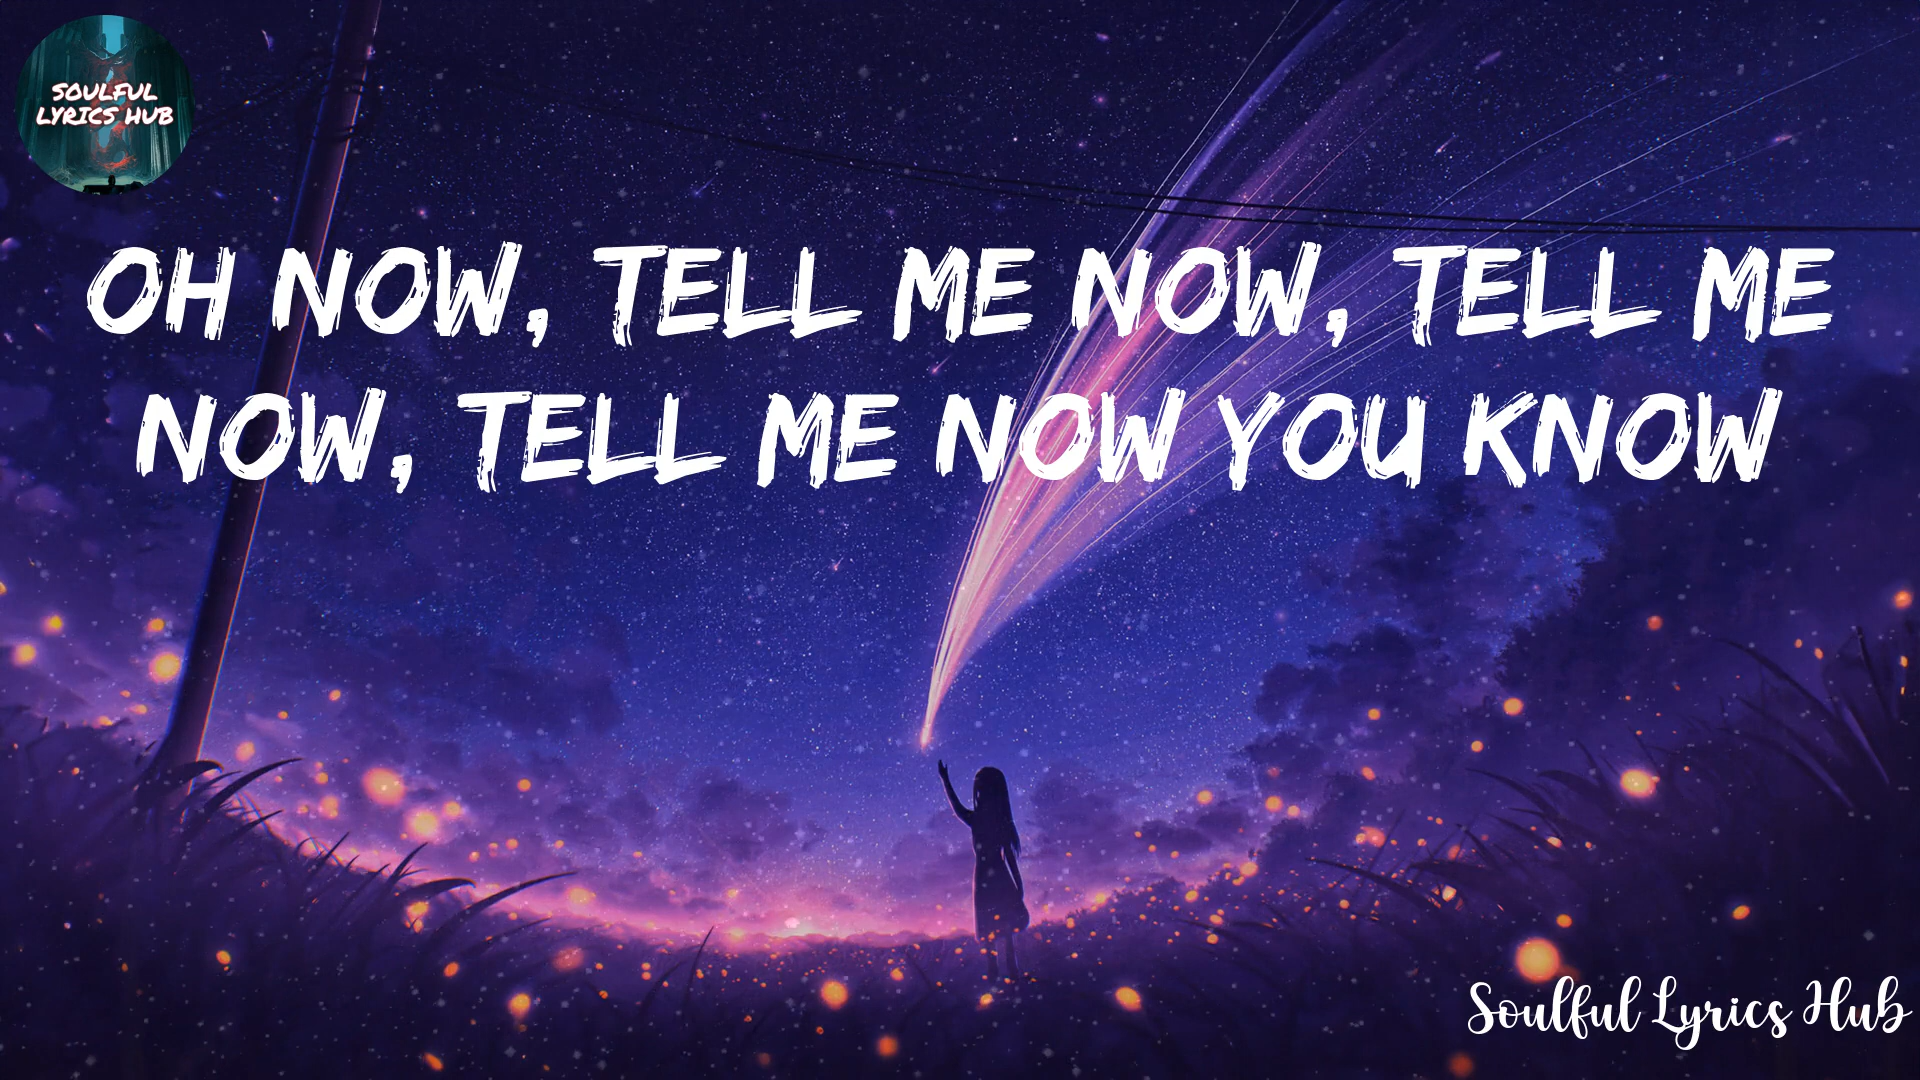 SOULFUL
LYRICS HUB
OH NOW, TELL ME NOW, TELL ME
NOW, TELL ME NOW YOU KNOW
Soulful Lyrics Hub